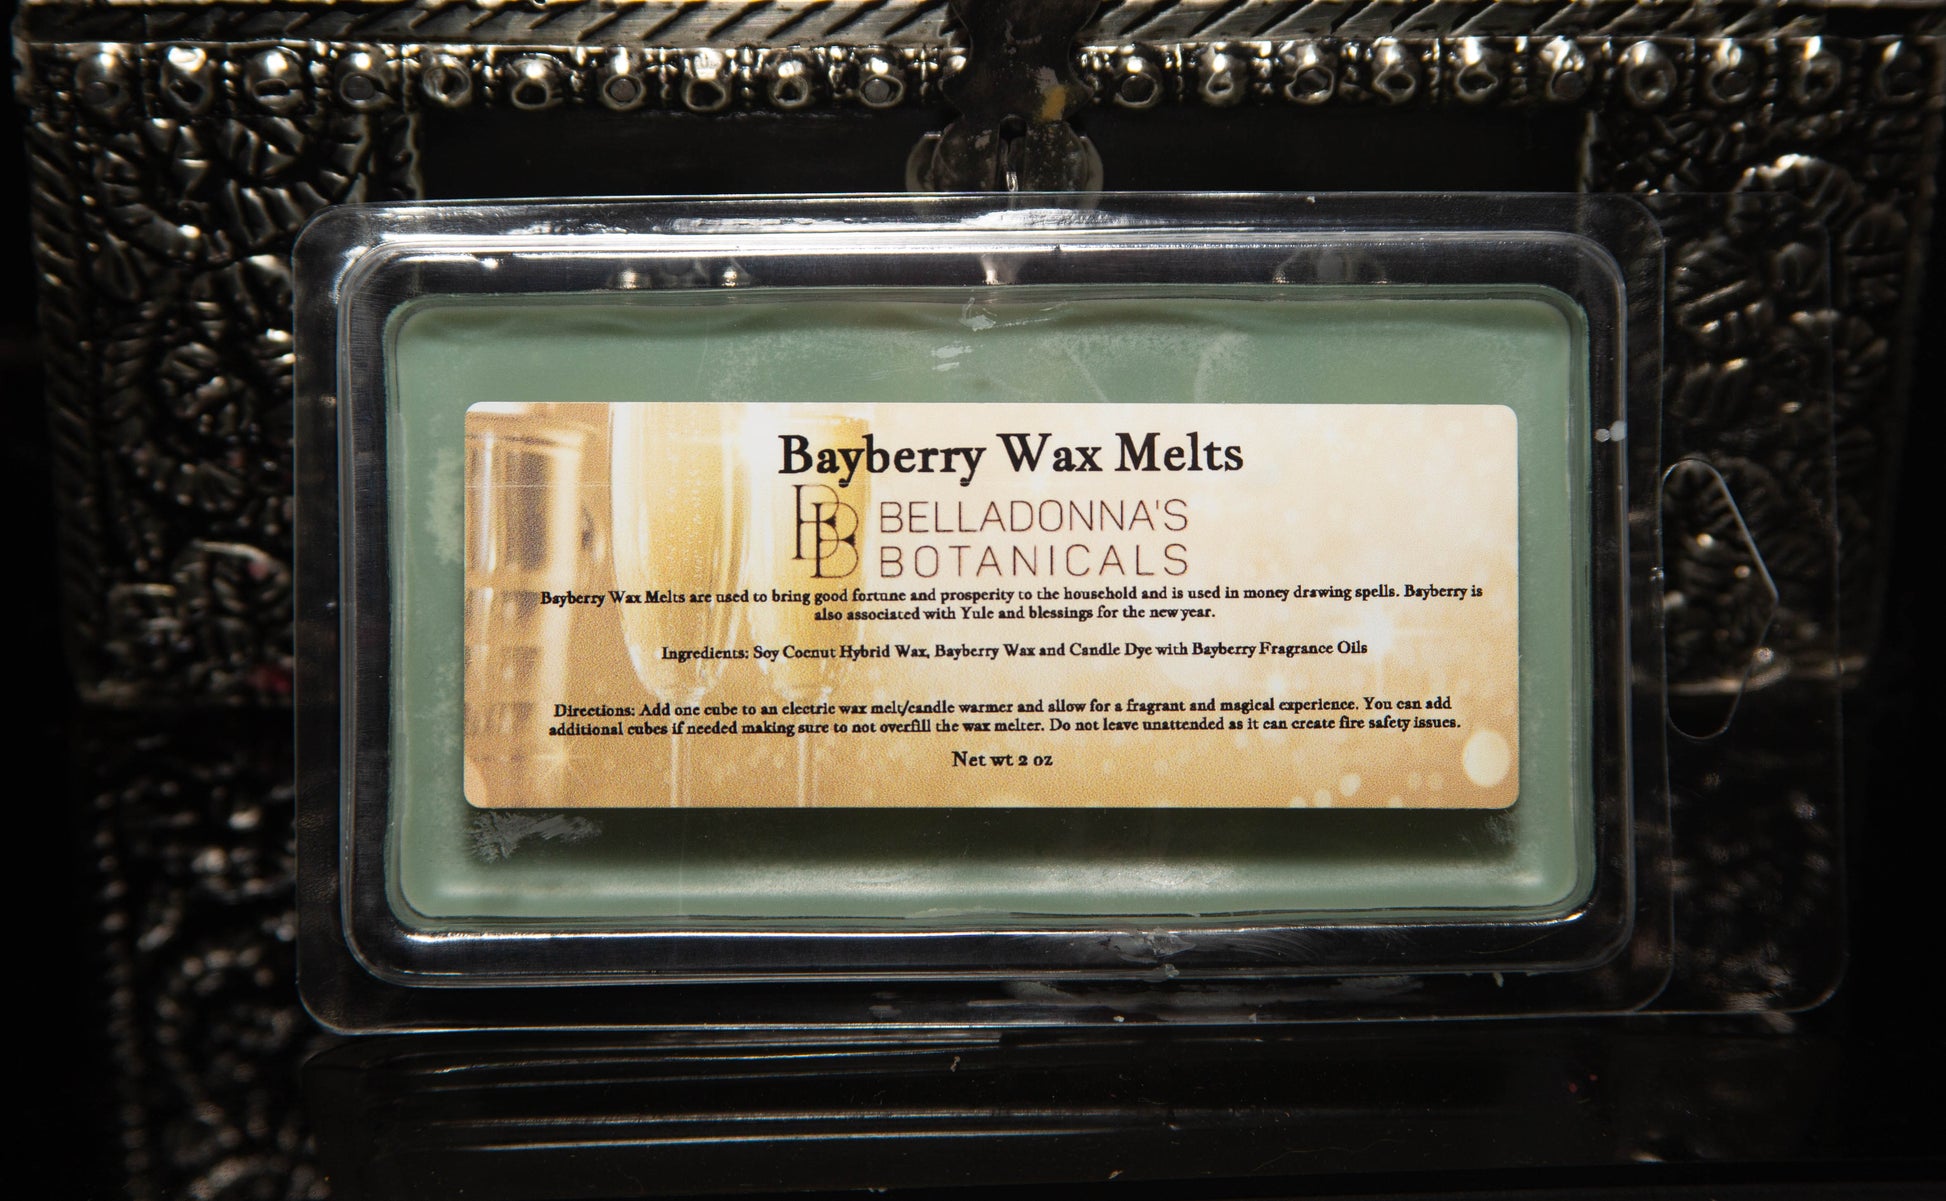 Bayberry Wax Melts
BB BELLADONNA'S
BOTANICALS
Bayberry Wax Melts are used to bring good fortune and prosperity to the household and is used in money drawing spells. Bayberry is
also associated with Yule and blessings for the new year.
Ingredients: Soy Cocnut Hybrid Wax, Bayberry Wax and Candle Dye with Bayberry Fragrance Oils
Directions: Add one cube to an electric wax melt/candle warmer and allow for a fragrant and magical experience. You can add
additional cubes if needed making sure to not overfill the wax melter. Do not leave unattended as it can create fire safety issues.
Net wt 2 oz